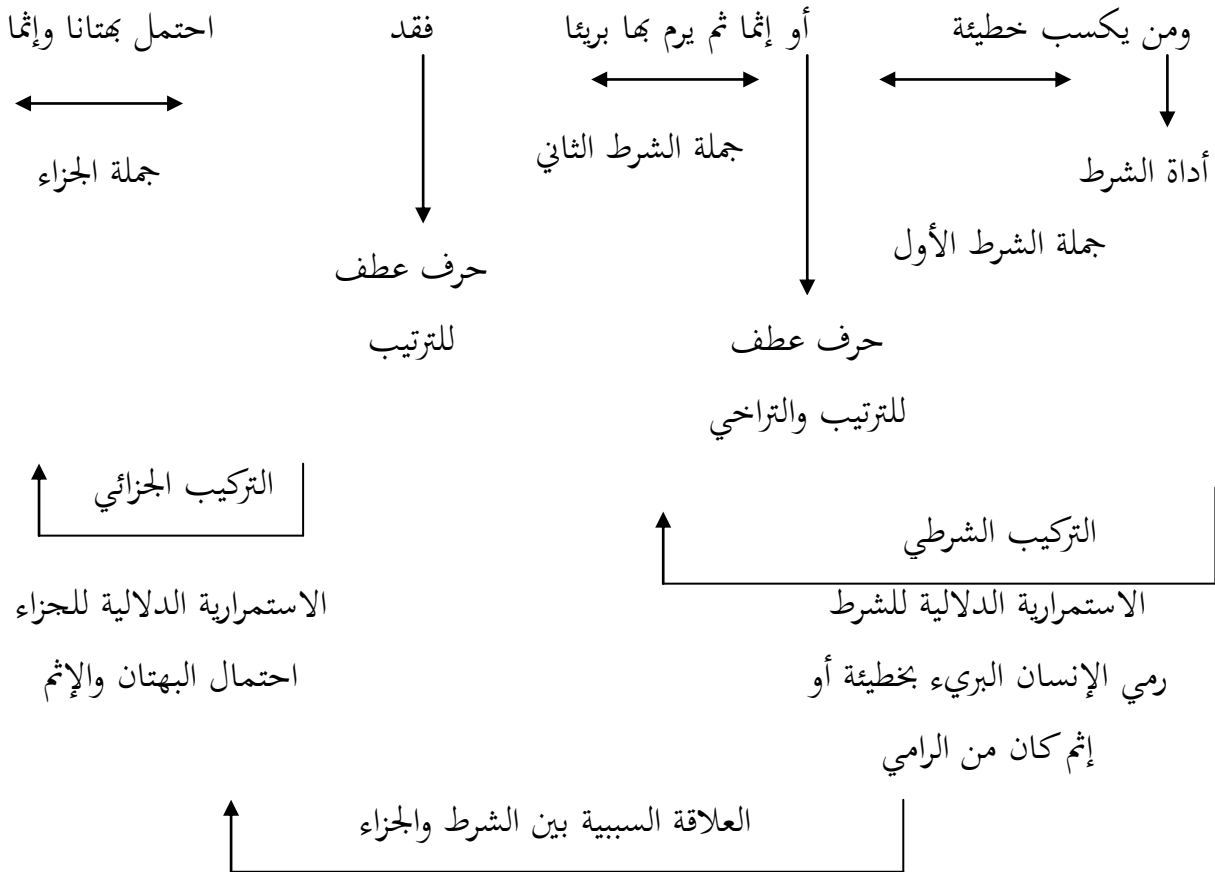 ومن يكسب خطيئة أو إثما ثم يرم بها بريئا فقد احتمل بهتانا وإثما
أداة الشرط
جملة الشرط الأول
جملة الشرط الثاني
جملة الجزاء
حرف عطف
للترتيب والتراخي
حرف عطف
للترتيب
التركيب الشرطي
التركيب الجزائي
الاستمرارية الدلالية للشرط
رمي الإنسان البريء بخطيئة أو
إثم كان من الرامي
الاستمرارية الدلالية للجزاء
احتمال البهتان والإثم
العلاقة السببية بين الشرط والجزاء